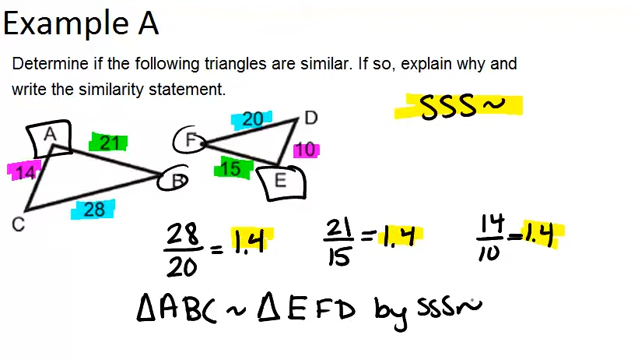 Example A
Determine if the following triangles are similar. If so, explain why and
write the similarity statement.
SSS~
A
21
14
B
28
C
20
D
F
10
15
E
28/20 = 1.4
21/15 = 1.4
14/10 = 1.4
△ABC ~ △EFD by SSS~